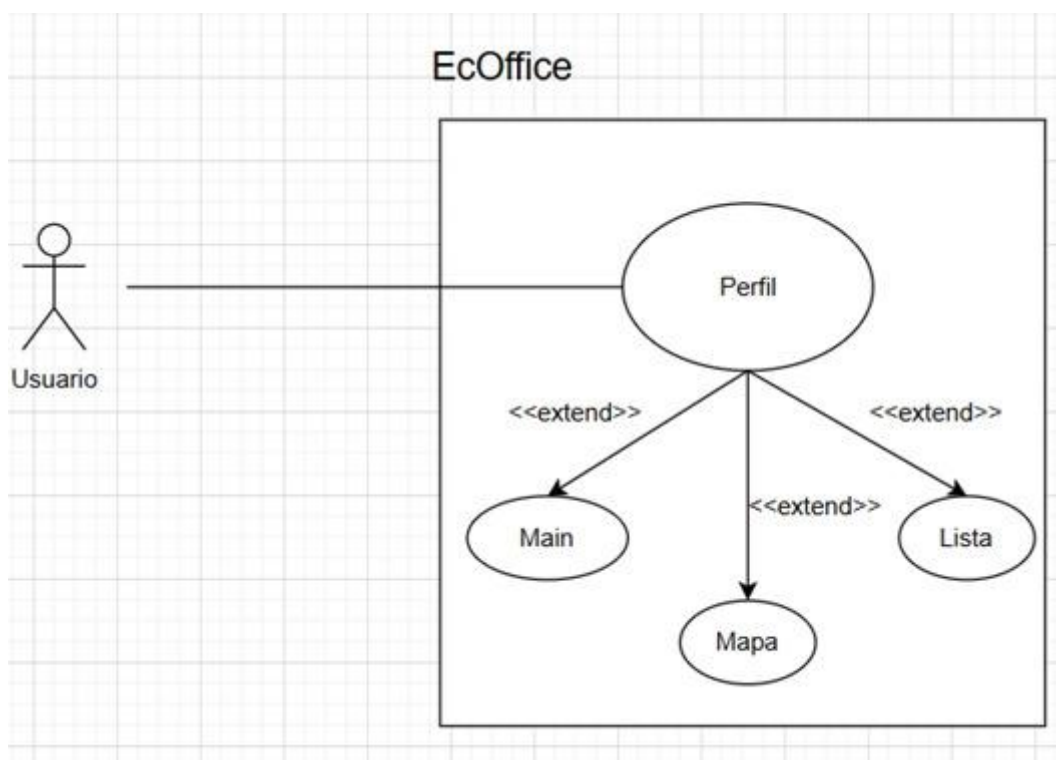 EcOffice
Perfil
Usuario
<<extend>>
<<extend>>
<<extend>>
Main
Lista
Mapa